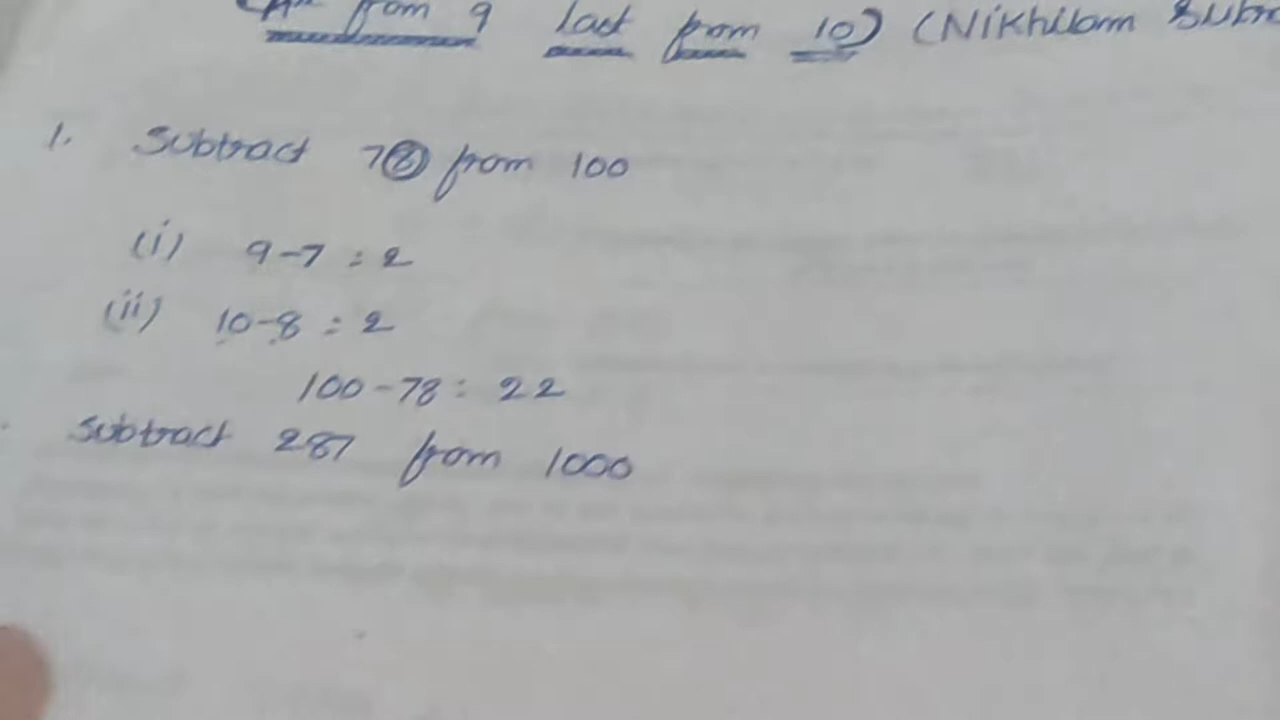 from 9 last from 10) (Nikhilam
1. Subtract 78 from 100
(i) 9-7 = 2
(ii) 10-8 = 2
100-78 = 22
Subtract 287 from 1000